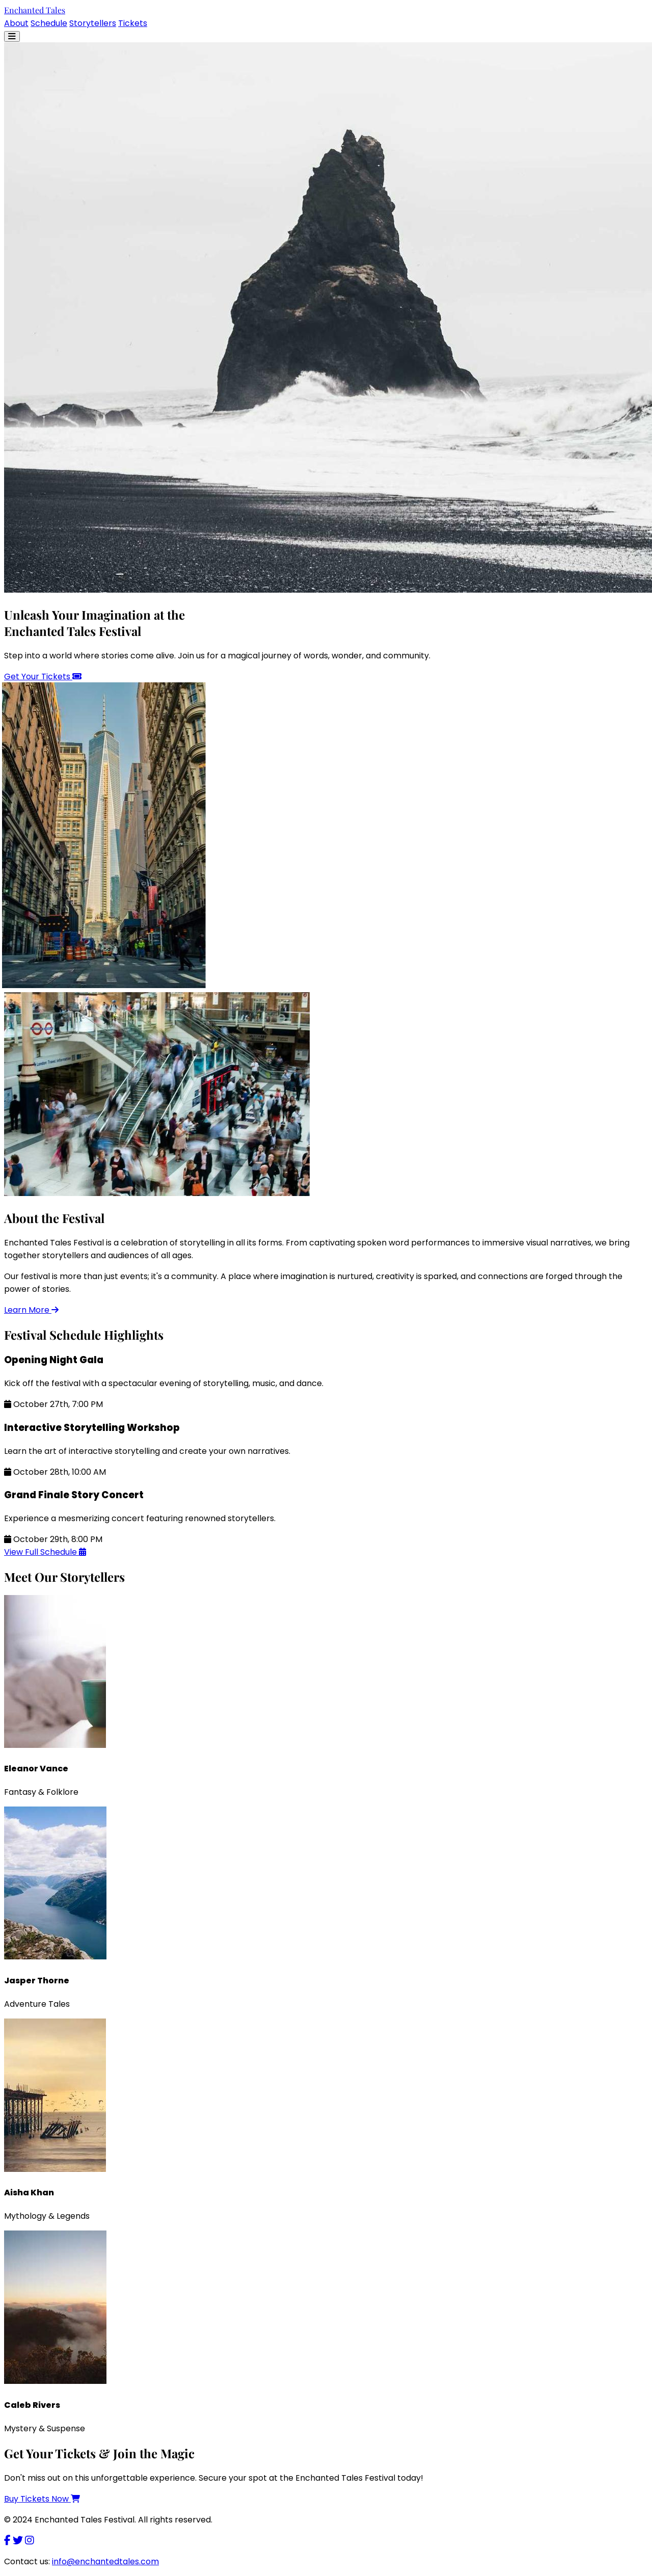 Enchanted Tales
About Schedule Storytellers Tickets
Unleash Your Imagination at the
Enchanted Tales Festival
Step into a world where stories come alive. Join us for a magical journey of words, wonder, and community.
Get Your Tickets
About the Festival
Enchanted Tales Festival is a celebration of storytelling in all its forms. From captivating spoken word performances to immersive visual narratives, we bring
together storytellers and audiences of all ages.
Our festival is more than just events; it's a community. A place where imagination is nurtured, creativity is sparked, and connections are forged through the
power of stories.
Learn More
Festival Schedule Highlights
Opening Night Gala
Kick off the festival with a spectacular evening of storytelling, music, and dance.
October 27th, 7:00 PM
Interactive Storytelling Workshop
Learn the art of interactive storytelling and create your own narratives.
October 28th, 10:00 AM
Grand Finale Story Concert
Experience a mesmerizing concert featuring renowned storytellers.
October 29th, 8:00 PM
View Full Schedule
Meet Our Storytellers
Eleanor Vance
Fantasy & Folklore
Jasper Thorne
Adventure Tales
Aisha Khan
Mythology & Legends
Caleb Rivers
Mystery & Suspense
Get Your Tickets & Join the Magic
Don't miss out on this unforgettable experience. Secure your spot at the Enchanted Tales Festival today!
Buy Tickets Now
© 2024 Enchanted Tales Festival. All rights reserved.
Contact us: info@enchantedtales.com